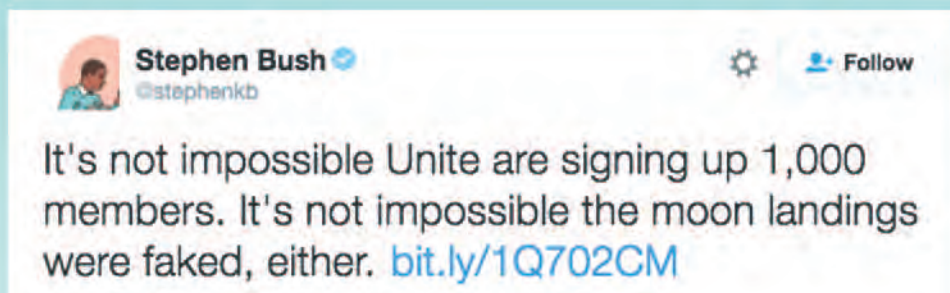 Stephen Bush
Follow
@stephenkb
It's not impossible Unite are signing up 1,000
members. It's not impossible the moon landings
were faked, either. bit.ly/1Q702CM